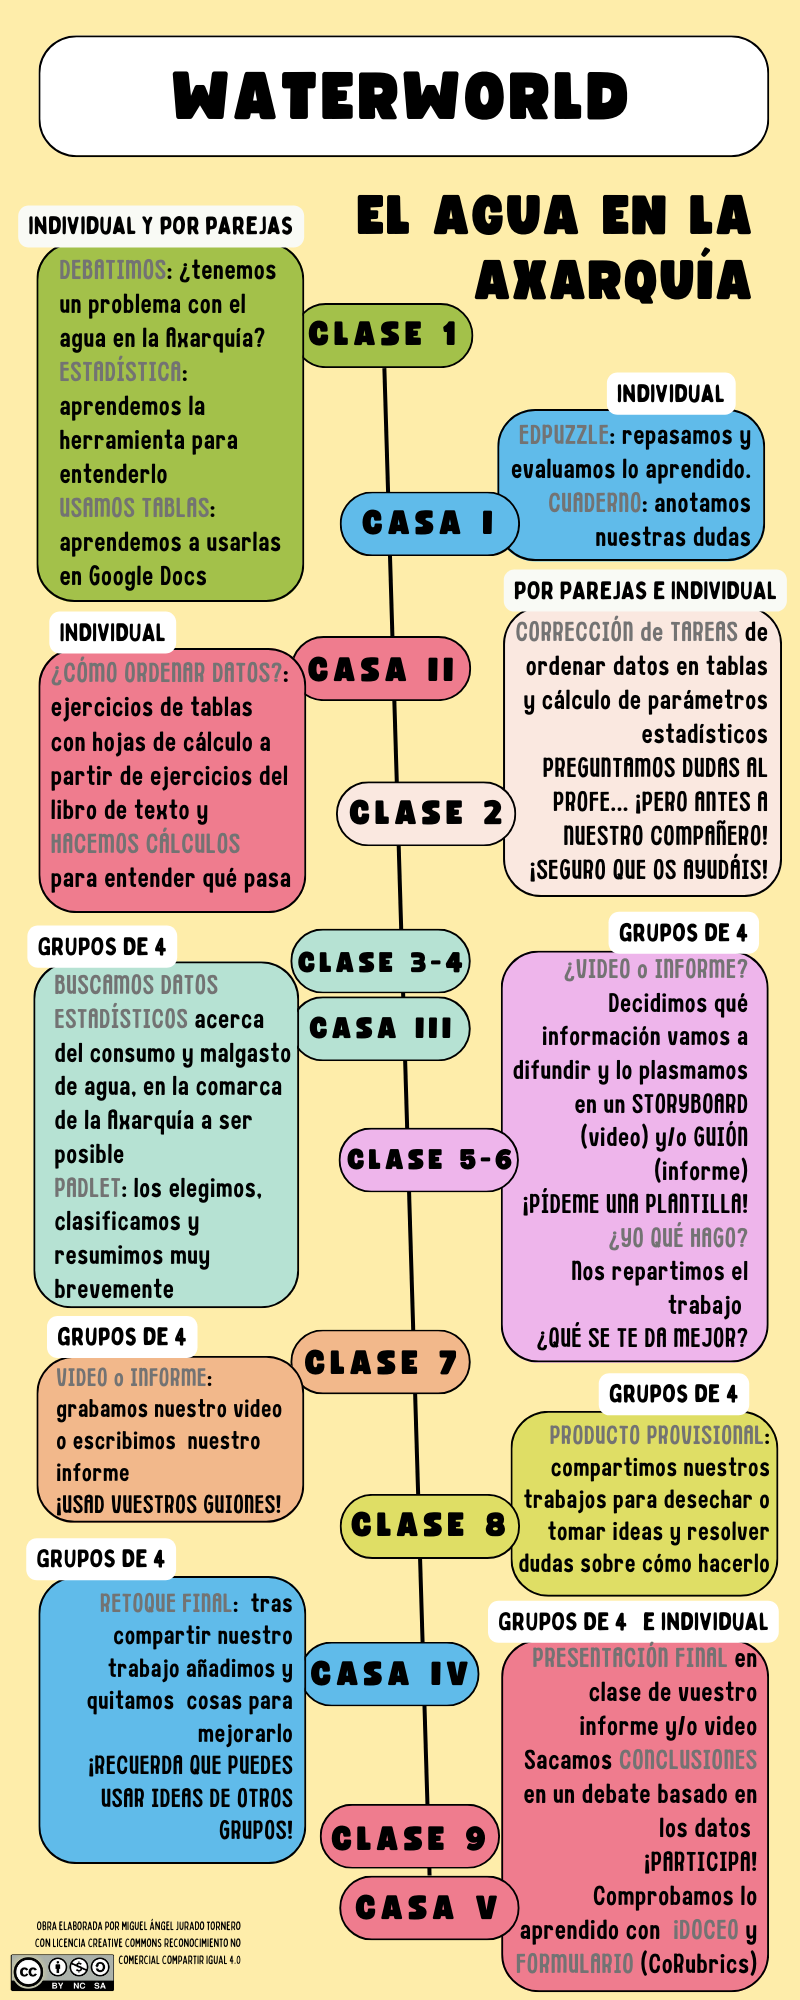 WATERWORLD
EL AGUA EN LA
AXARQUÍA
INDIVIDUAL Y POR PAREJAS
DEBATIMOS: ¿tenemos
un problema con el
agua en la Axarquía?
ESTADÍSTICA:
aprendemos la
herramienta para
entenderlo
USAMOS TABLAS:
aprendemos a usarlas
en Google Docs
CLASE 1
INDIVIDUAL
EDPUZZLE: repasamos y
evaluamos lo aprendido.
CUADERNO: anotamos
nuestras dudas
CASA I
INDIVIDUAL
¿CÓMO ORDENAR DATOS?:
ejercicios de tablas
con hojas de cálculo a
partir de ejercicios del
libro de texto y
HACEMOS CÁLCULOS
para entender qué pasa
CASA II
POR PAREJAS E INDIVIDUAL
CORRECCIÓN de TAREAS de
ordenar datos en tablas
y cálculo de parámetros
estadísticos
PREGUNTAMOS DUDAS AL
PROFE... ¡PERO ANTES A
NUESTRO COMPAÑERO!
¡SEGURO QUE OS AYUDÁIS!
CLASE 2
GRUPOS DE 4
BUSCAMOS DATOS
ESTADÍSTICOS acerca
del consumo y malgasto
de agua, en la comarca
de la Axarquía a ser
posible
PADLET: los elegimos,
clasificamos y
resumimos muy
brevemente
CLASE 3-4
CASA III
GRUPOS DE 4
¿VIDEO o INFORME?
Decidimos qué
información vamos a
difundir y lo plasmamos
en un STORYBOARD
(video) y/o GUIÓN
(informe)
¡PÍDEME UNA PLANTILLA!
¿YO QUÉ HAGO?
Nos repartimos el
trabajo
¿QUÉ SE TE DA MEJOR?
CLASE 5-6
GRUPOS DE 4
VIDEO o INFORME:
grabamos nuestro video
o escribimos nuestro
informe
¡USAD VUESTROS GUIONES!
CLASE 7
GRUPOS DE 4
PRODUCTO PROVISIONAL:
compartimos nuestros
trabajos para desechar o
tomar ideas y resolver
dudas sobre cómo hacerlo
CLASE 8
GRUPOS DE 4
RETOQUE FINAL: tras
compartir nuestro
trabajo añadimos y
quitamos cosas para
mejorarlo
¡RECUERDA QUE PUEDES
USAR IDEAS DE OTROS
GRUPOS!
CASA IV
GRUPOS DE 4 E INDIVIDUAL
PRESENTACIÓN FINAL en
clase de vuestro
informe y/o video
Sacamos CONCLUSIONES
en un debate basado en
los datos
¡PARTICIPA!
Comprobamos lo
aprendido con iDOCEO y
FORMULARIO (CoRubrics)
CLASE 9
CASA V
OBRA ELABORADA POR MIGUEL ÁNGEL JURADO TORNERO
CON LICENCIA CREATIVE COMMONS RECONOCIMIENTO NO
COMERCIAL COMPARTIR IGUAL 4.0
cc
BY NC SA